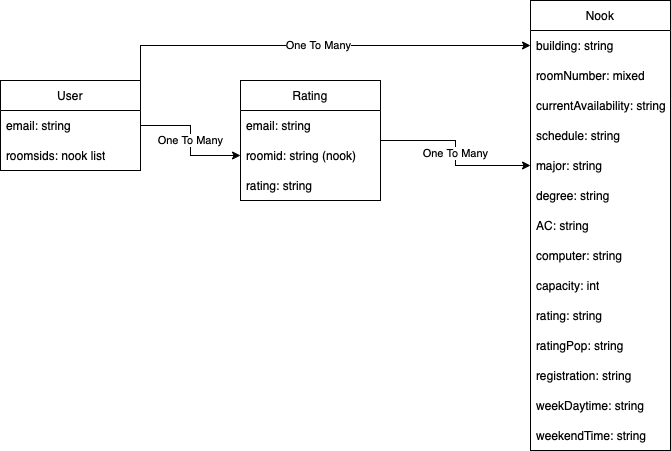 Nook
One To Many
building: string
roomNumber: mixed
User
Rating
currentAvailability: string
email: string
One To Many
email: string
One To Many
schedule: string
roomsids: nook list
roomid: string (nook)
major: string
rating: string
degree: string
AC: string
computer: string
capacity: int
rating: string
ratingPop: string
registration: string
weekDaytime: string
weekendTime: string